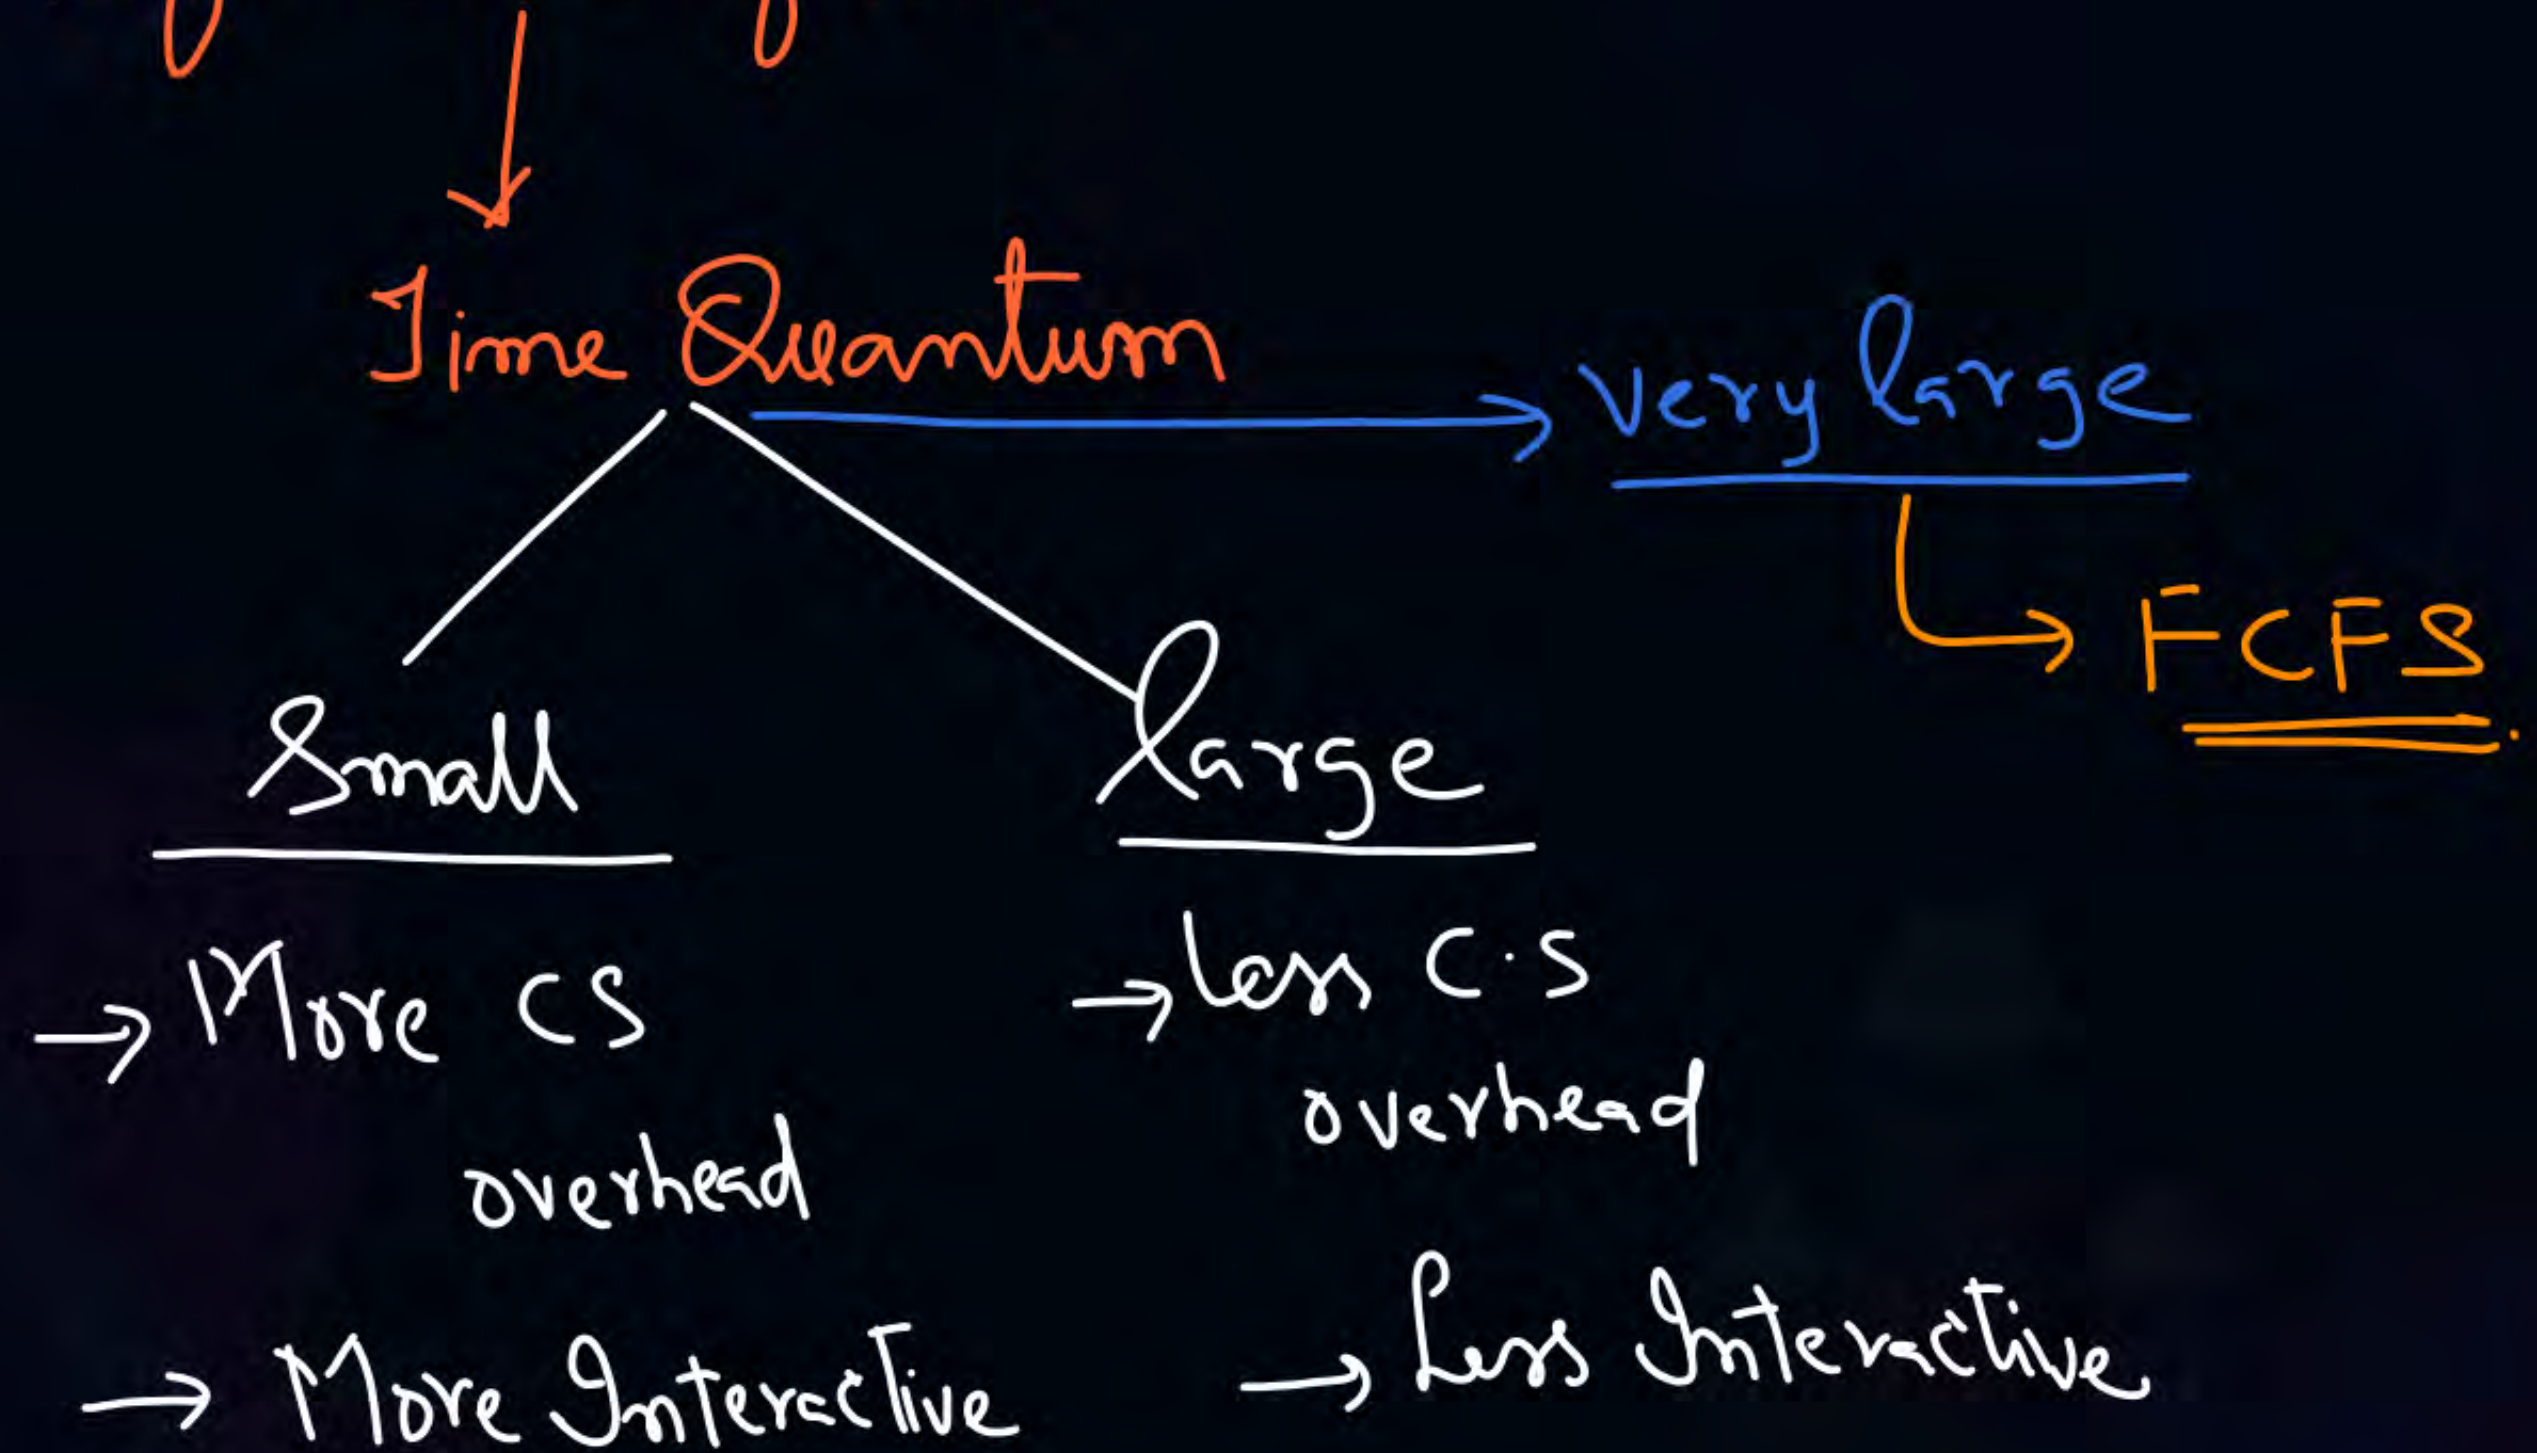 Time Quantum
very large
FCFS.
Small
large
More CS
overhead
More Interactive
Less C.S
overhead
Less Interactive